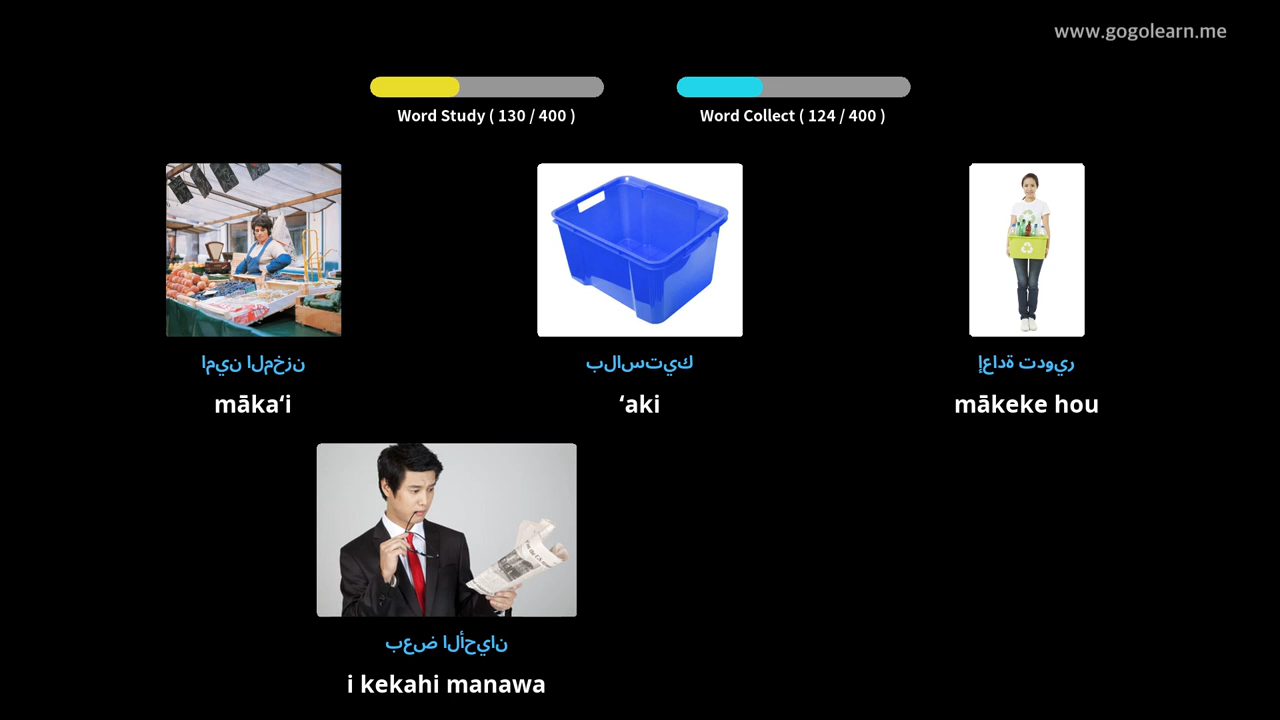 www.gogolearn.me
Word Study ( 130 / 400 )
Word Collect ( 124 / 400 )
امين المخزن
mākaʻi
بلاستيك
ʻaki
إعادة تدوير
mākeke hou
بعض الأحيان
i kekahi manawa